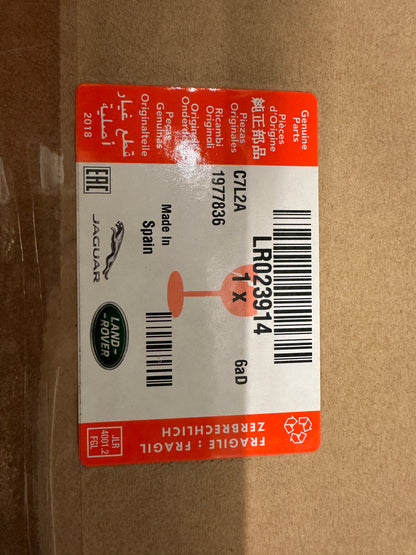 Genuine
Parts
Pièces
d'Origine
純正部品
Piezas
Originales
Ricambi
Originali
Originele
Onderdelen
Peças
Genuínas
Originalteile
قطع غيار
أصلية
2018
LR023914
1 x
C7L2A
1977836
6aD
Made In
Spain
EAC
JAGUAR
LAND-
-ROVER
FRAGILE : FRAGIL
ZERBRECHLICH
JLR
4001.2
FGL